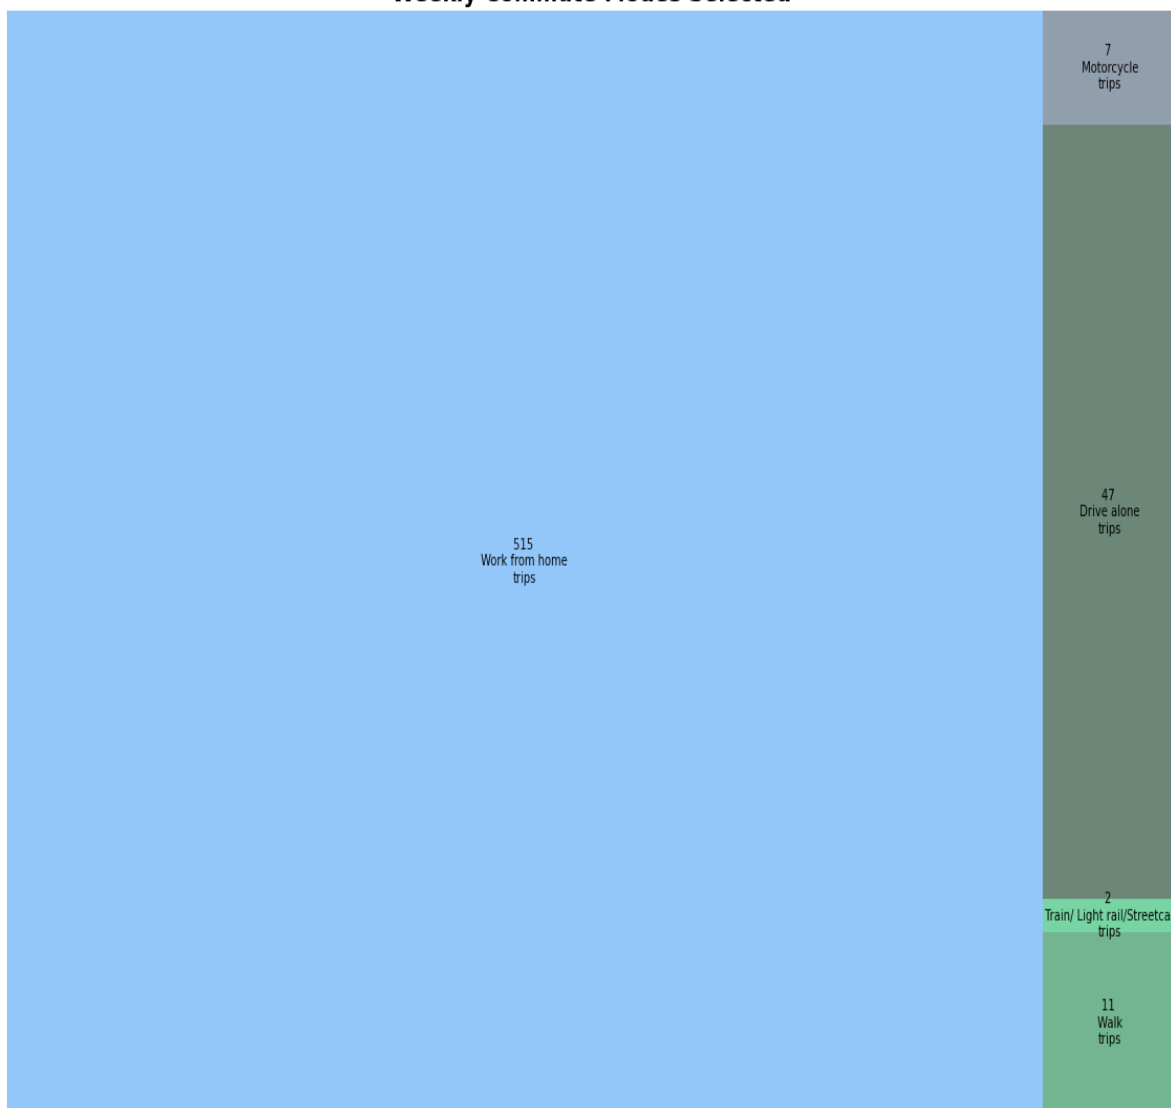 Weekly Commute Modes Selected
7
Motorcycle
trips
515
Work from home
trips
47
Drive alone
trips
2
Train/ Light rail/Streetca
trips
11
Walk
trips